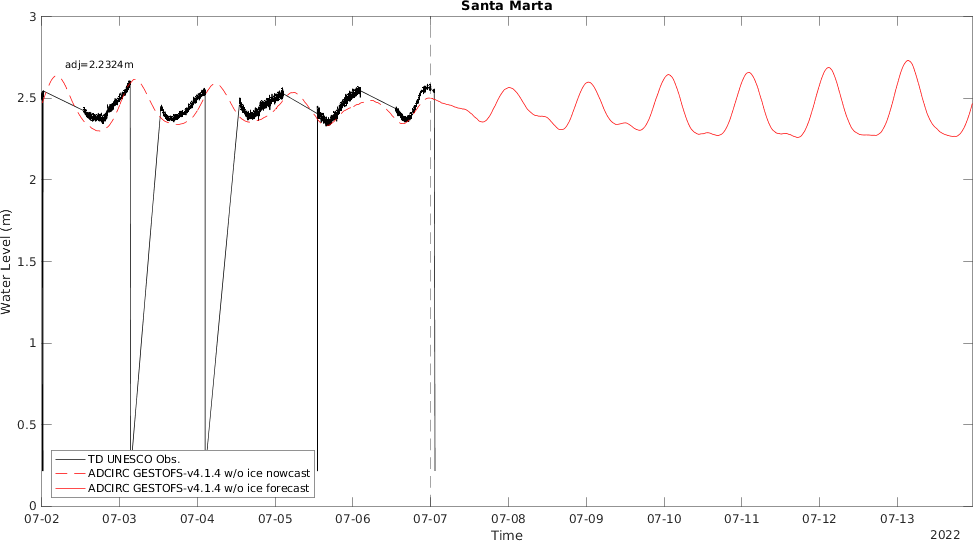 Santa Marta
3
adj=2.2324m
2.5
2
1.5
Water Level (m)
1
0.5
0
TD UNESCO Obs.
ADCIRC GESTOFS-v4.1.4 w/o ice nowcast
ADCIRC GESTOFS-v4.1.4 w/o ice forecast
07-02 07-03 07-04 07-05 07-06 07-07 07-08 07-09 07-10 07-11 07-12 07-13
Time
2022